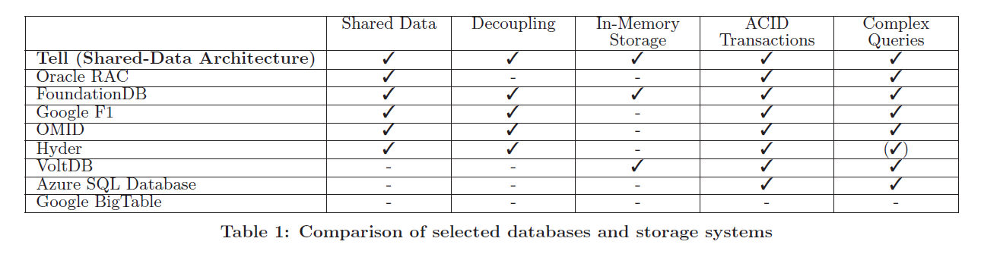 Shared Data Decoupling In-Memory Storage ACID Transactions Complex Queries
Tell (Shared-Data Architecture) ✓ ✓ ✓ ✓ ✓
Oracle RAC ✓ - - ✓ ✓
FoundationDB ✓ ✓ ✓ ✓ ✓
Google F1 ✓ ✓ - ✓ ✓
OMID ✓ ✓ - ✓ ✓
Hyder ✓ ✓ - ✓ (✓)
VoltDB - - ✓ ✓ ✓
Azure SQL Database - - - ✓ ✓
Google BigTable - - - - -
Table 1: Comparison of selected databases and storage systems